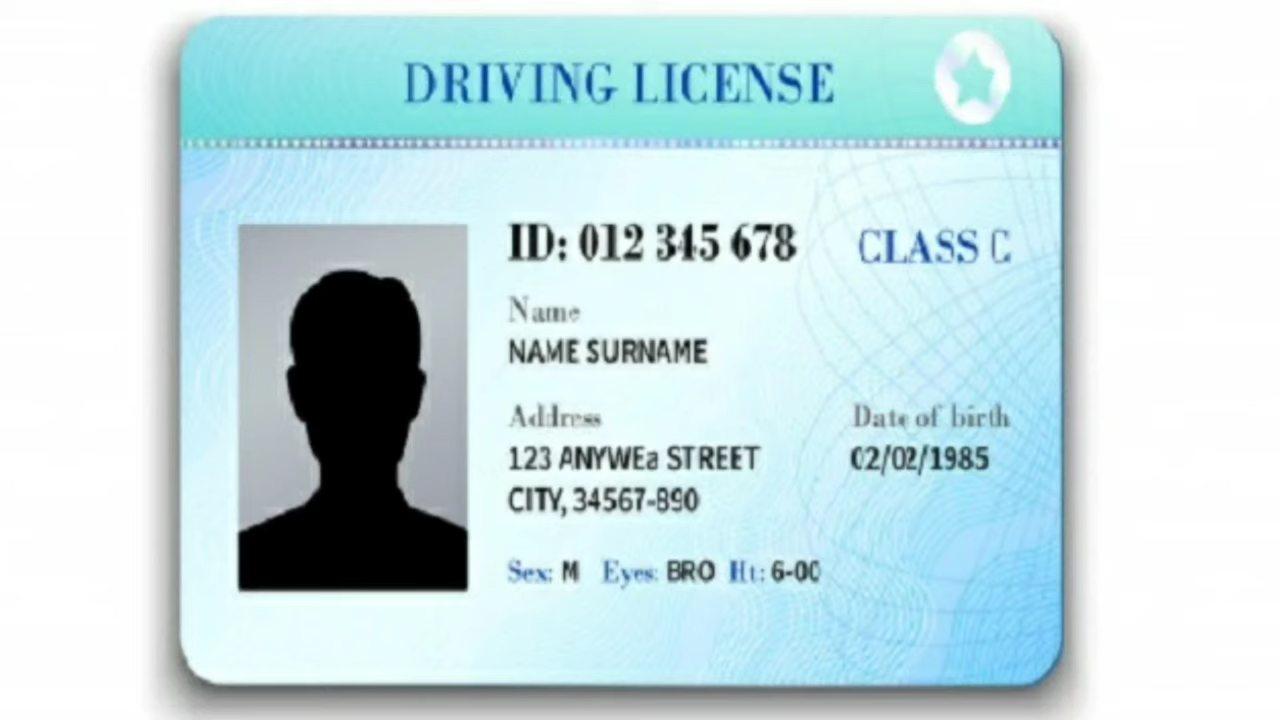 DRIVING LICENSE
ID: 012 345 678 CLASS C
Name
NAME SURNAME
Address Date of birth
123 ANYWEa STREET 02/02/1985
CITY, 34567-890
Sex: M Eyes: BRO Ht: 6-00